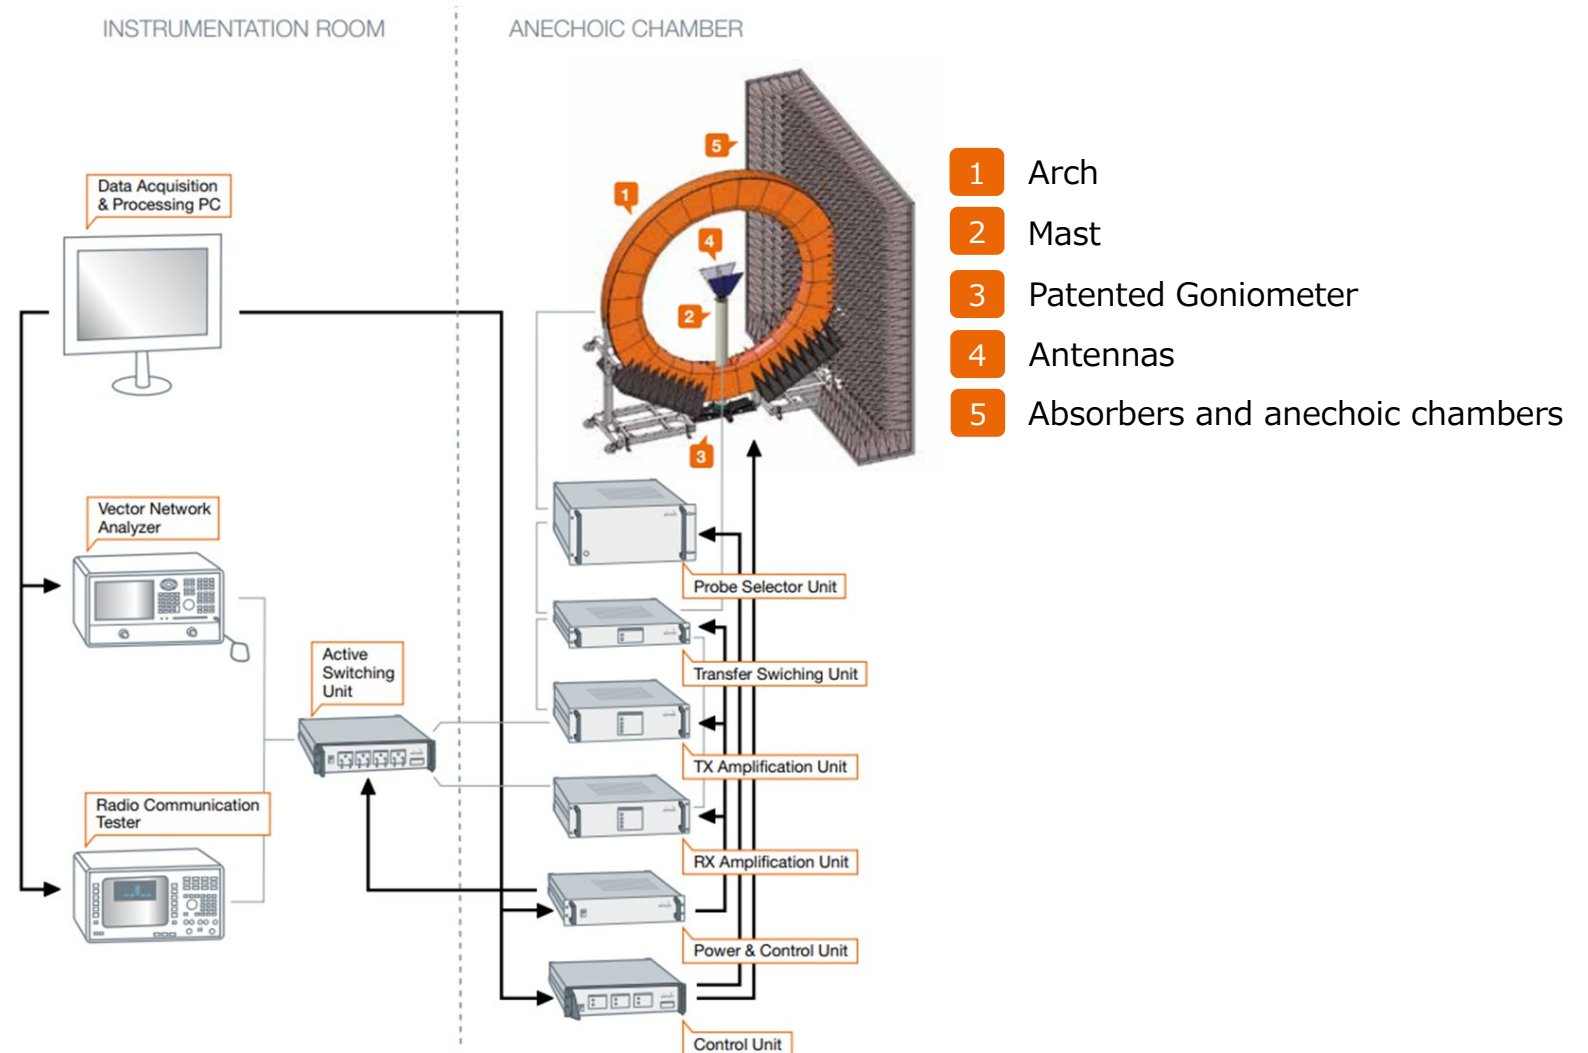 INSTRUMENTATION ROOM
ANECHOIC CHAMBER
5
1
4
2
3
1 Arch
2 Mast
3 Patented Goniometer
4 Antennas
5 Absorbers and anechoic chambers
Data Acquisition
& Processing PC
Vector Network
Analyzer
Active
Switching
Unit
Radio Communication
Tester
Probe Selector Unit
Transfer Swiching Unit
TX Amplification Unit
RX Amplification Unit
Power & Control Unit
Control Unit